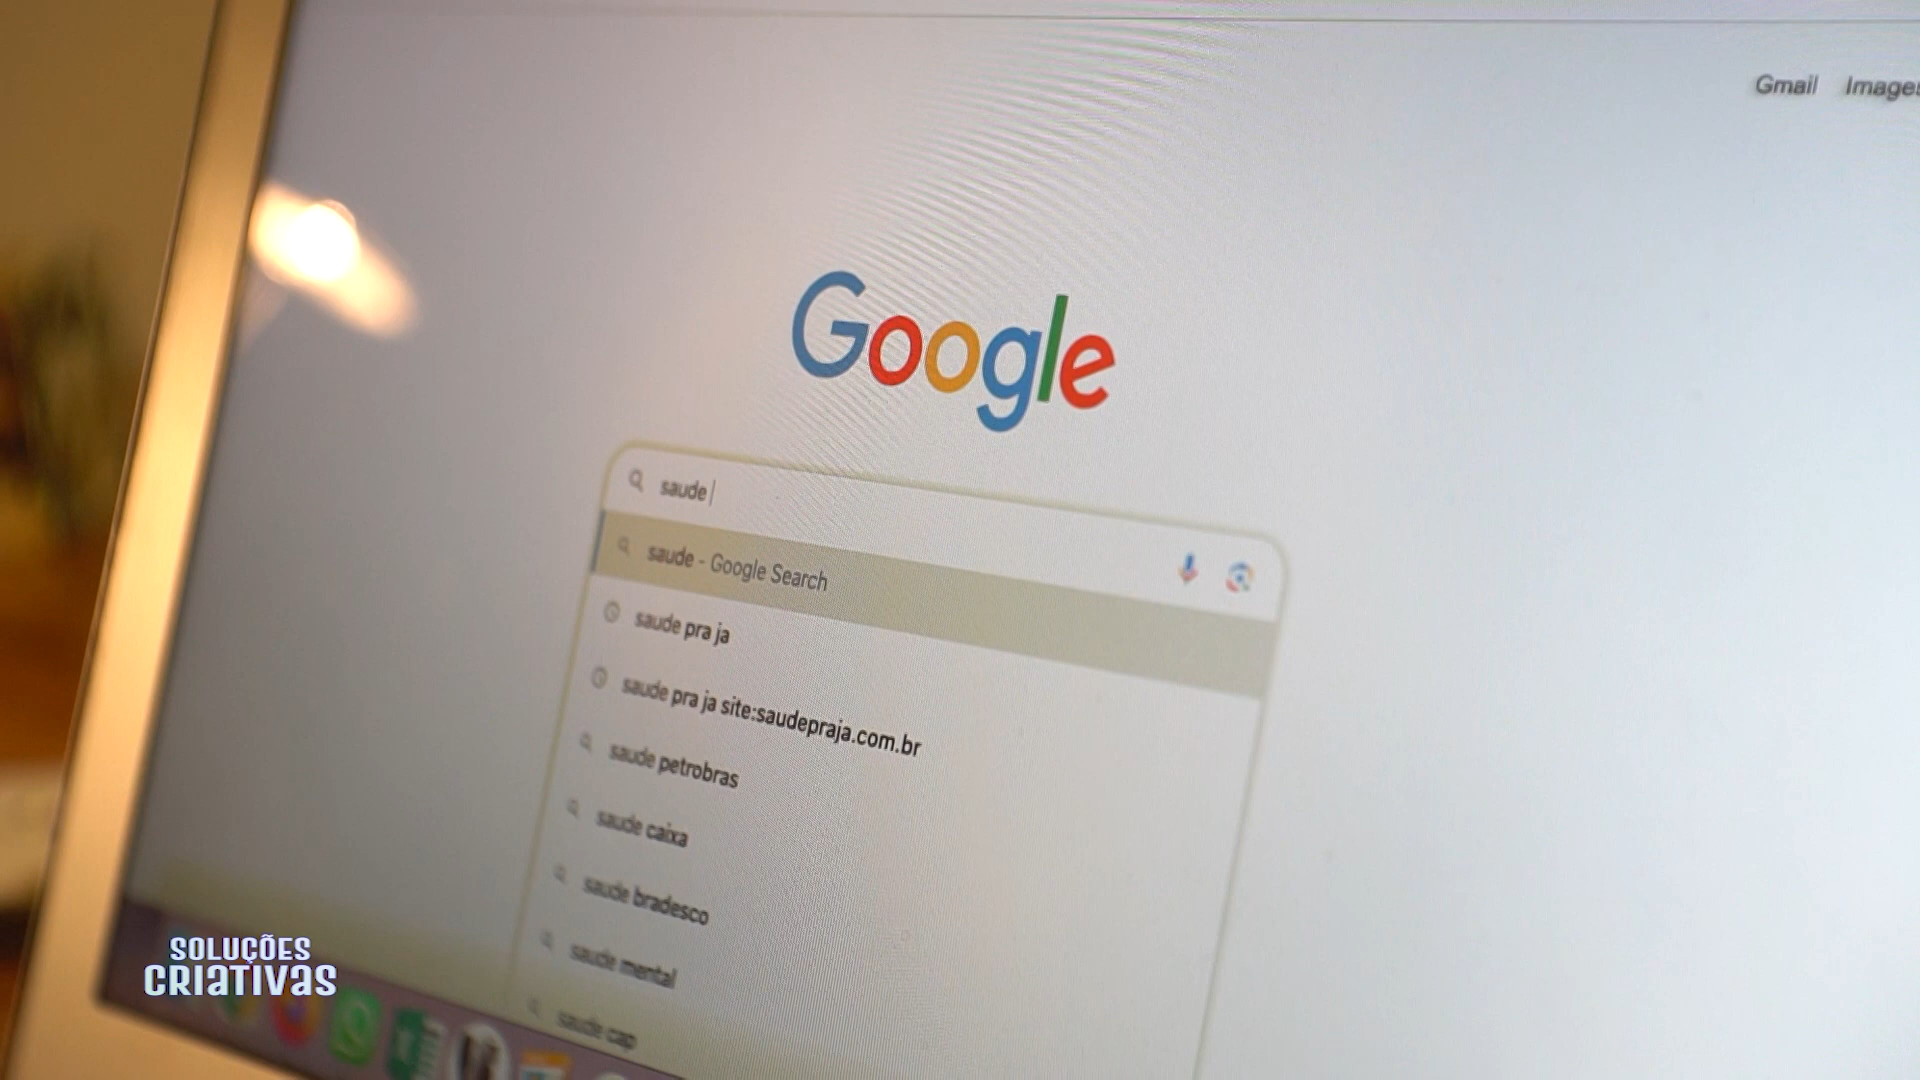 Gmail Images
Google
saude
saude - Google Search
saude pra ja
saude pra ja site:saudepraja.com.br
saude petrobras
saude caixa
saude bradesco
saude mental
saude cap
SOLUÇÕES
CRIATIVAS